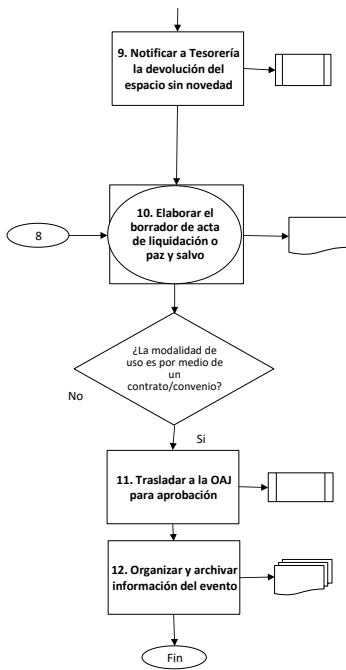 9. Notificar a Tesorería
la devolución del
espacio sin novedad
8
10. Elaborar el
borrador de acta
de liquidación o
paz y salvo
¿La modalidad de
uso es por medio de
un
contrato/convenio?
No
Si
11. Trasladar a la OAJ
para aprobación
12. Organizar y archivar
información del evento
Fin